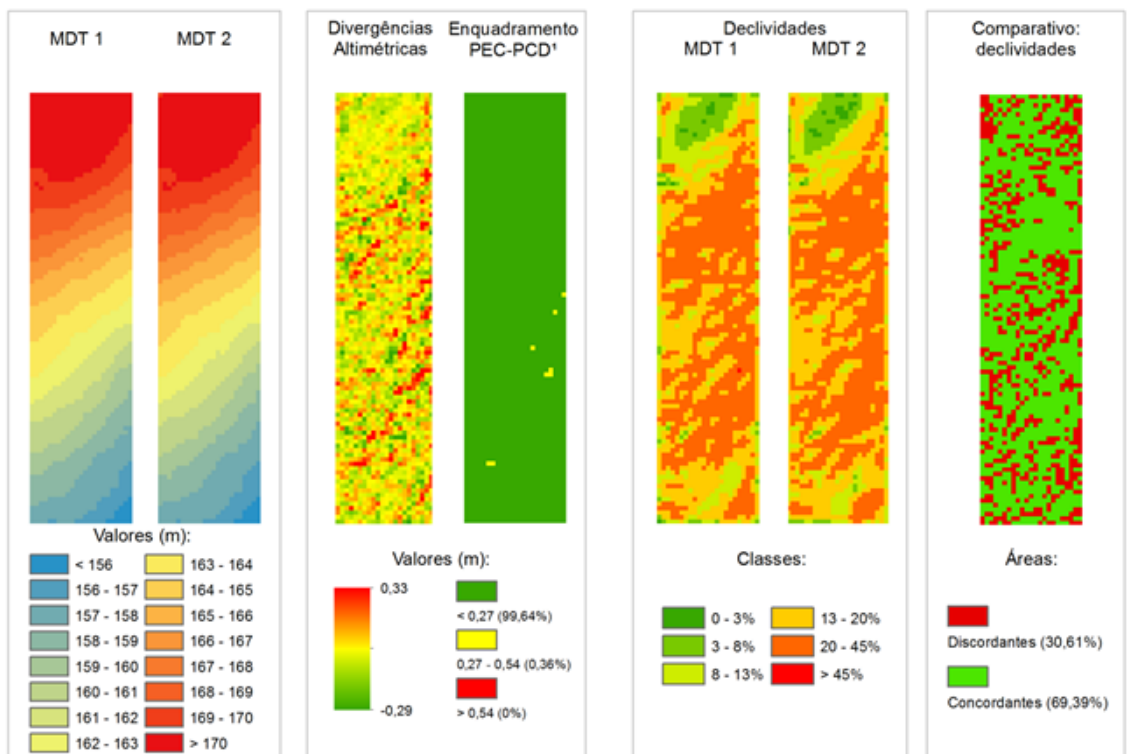 MDT 1
MDT 2
Valores (m):
< 156
156 - 157
157 - 158
158 - 159
159 - 160
160 - 161
161 - 162
162 - 163
163 - 164
164 - 165
165 - 166
166 - 167
167 - 168
168 - 169
169 - 170
> 170
Divergências
Altimétricas
Enquadramento
PEC-PCD¹
Valores (m):
0,33
-0,29
< 0,27 (99,64%)
0,27 - 0,54 (0,36%)
> 0,54 (0%)
Declividades
MDT 1
MDT 2
Classes:
0 - 3%
3 - 8%
8 - 13%
13 - 20%
20 - 45%
> 45%
Comparativo:
declividades
Áreas:
Discordantes (30,61%)
Concordantes (69,39%)